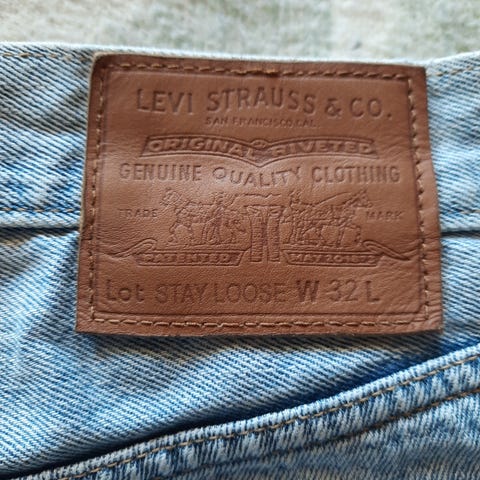 LEVI STRAUSS & CO.
SAN FRANCISCO CAL.
ORIGINAL RIVETED
GENUINE QUALITY CLOTHING
TRADE MARK
PATENTED MAY 20 1873
Lot STAY LOOSE W 32 L